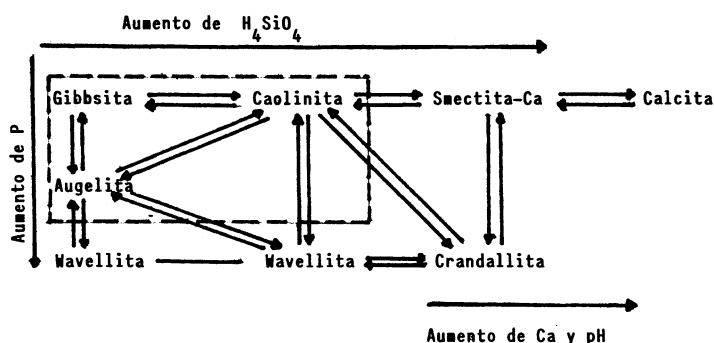 Aumento de H4SiO4
Aumento de P
Gibbsita Caolinita Smectita-Ca Calcita
Augelita
Wavellita Wavellita Crandallita
Aumento de Ca y pH